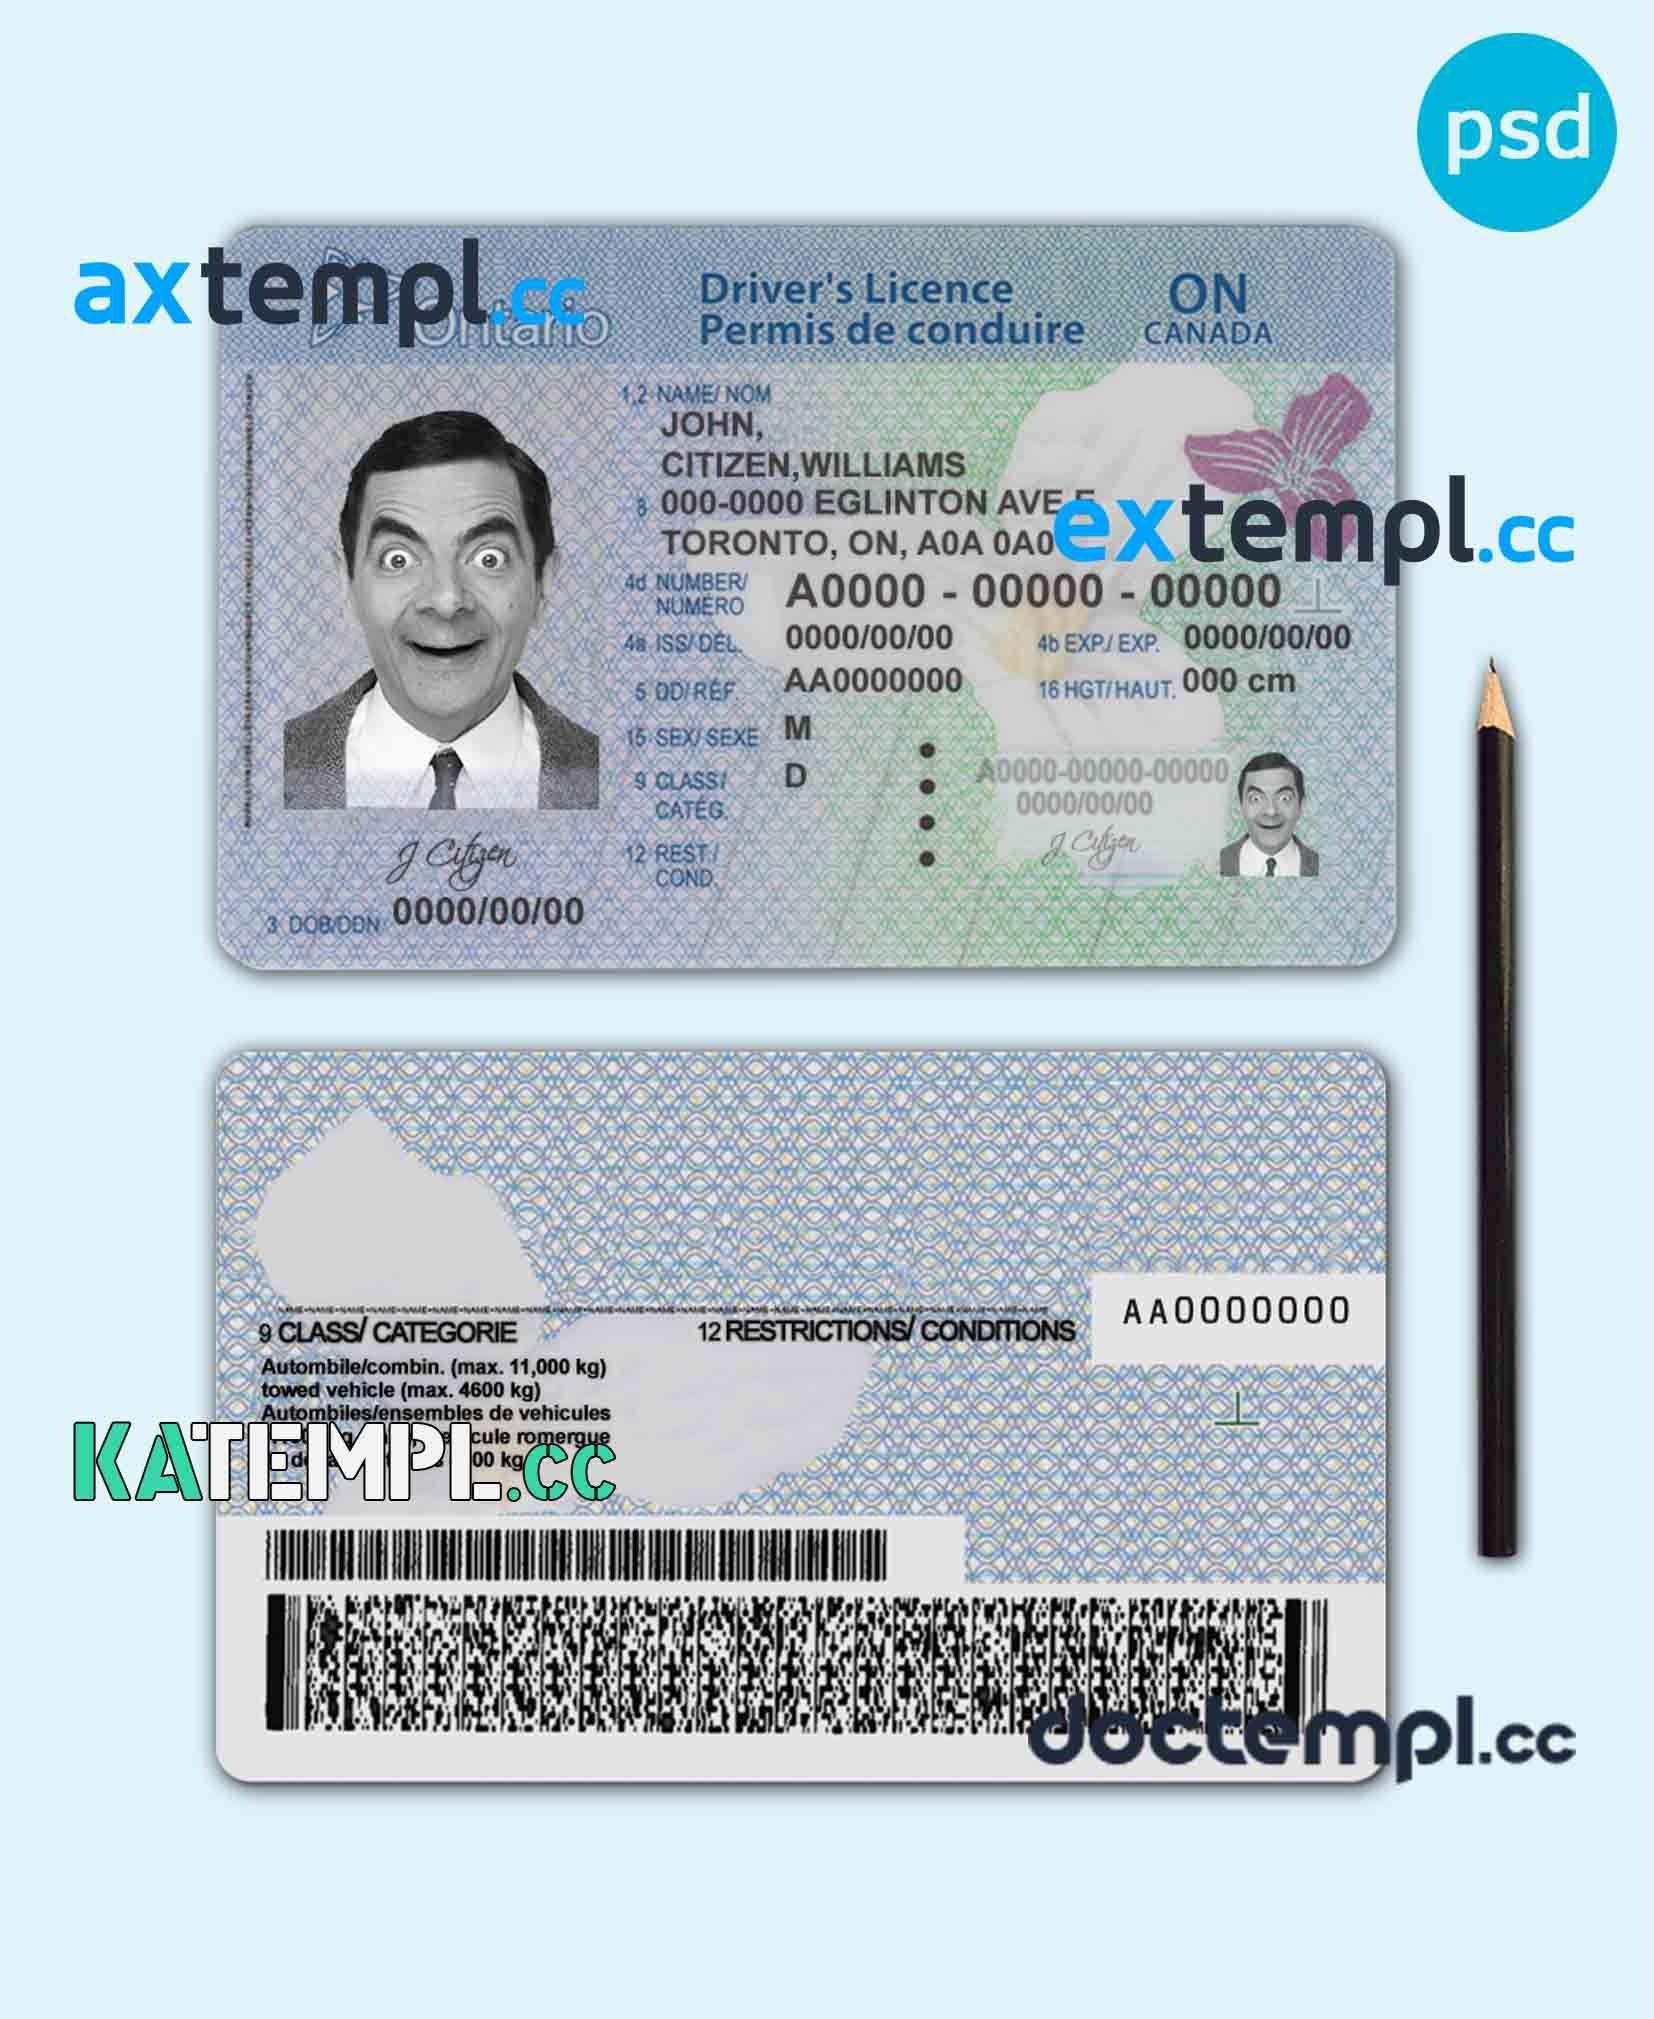 psd
axtempl.cc
Ontario
Driver's Licence
Permis de conduire
ON
CANADA
1,2 NAME/ NOM
JOHN,
CITIZEN,WILLIAMS
8 000-0000 EGLINTON AVE E
TORONTO, ON, A0A 0A0
extempl.cc
4d NUMBER/
NUMERO
A0000 - 00000 - 00000
4a ISS/ DÉL. 0000/00/00
4b EXP./ EXP. 0000/00/00
5 DD/RÉF. AA0000000
16 HGT/HAUT. 000 cm
15 SEX/ SEXE M
9 CLASS/ D
CATÉG.
12 REST./
COND.
A0000-00000-00000
0000/00/00
J Citizen
J Citizen
3 DOB/DDN 0000/00/00
AA0000000
9 CLASS/ CATEGORIE
12 RESTRICTIONS/ CONDITIONS
Autombile/combin. (max. 11,000 kg)
towed vehicle (max. 4600 kg)
Autombiles/ensembles de vehicules
romergue
kg
KATEMPL.cc
doctempl.cc